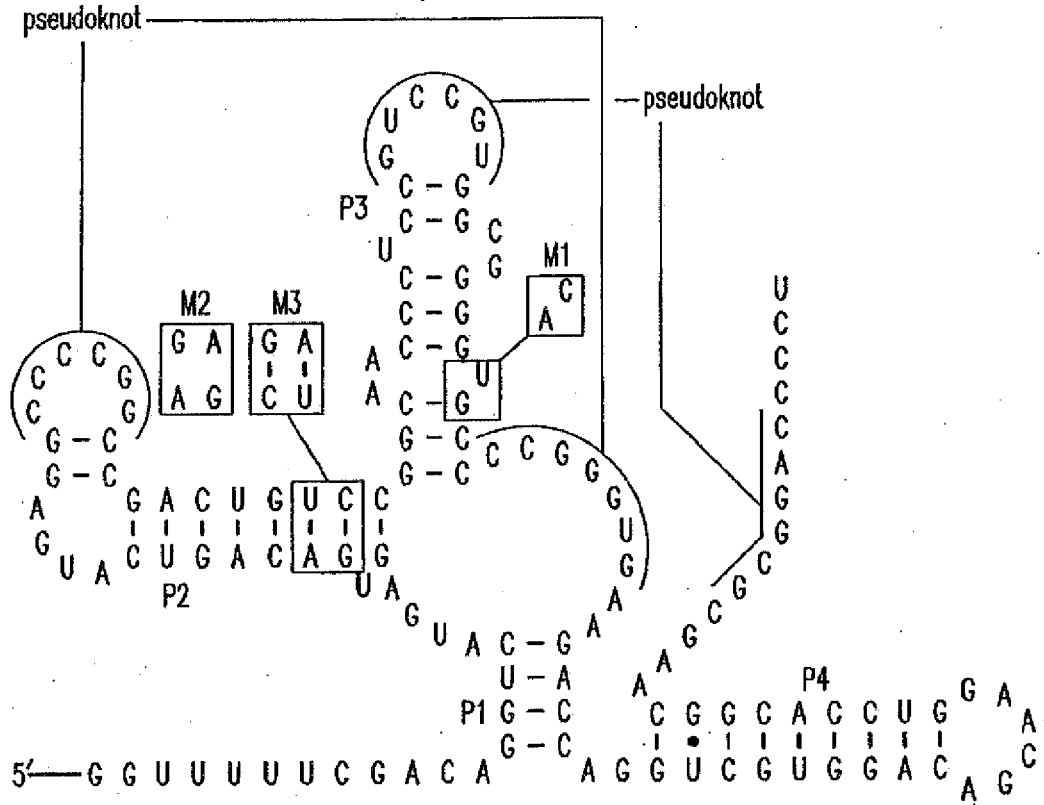 pseudoknot
C C
U G
pseudoknot
G U
C – G
P3
C – G
U
C
G
C – G
M1
C – G
C
A
M2
M3
G A
G A
A G
C U
C – G
A
A
U
C – G
G – C
G – C
C C G G G U G A A
C C C G G
C
G – C
G – C
A
G
U
A
G A C U G U C C
C U G A C A G
U A G U A
P2
C – G
U – A
P1
G – C
G – C
U
C
C
C
C
A
G
G
C
G
C
G
A
A
P4
C G G C A C C U G G A A C
G
A
5′ G G U U U U U C G A C A
A G G U G C U G G A C